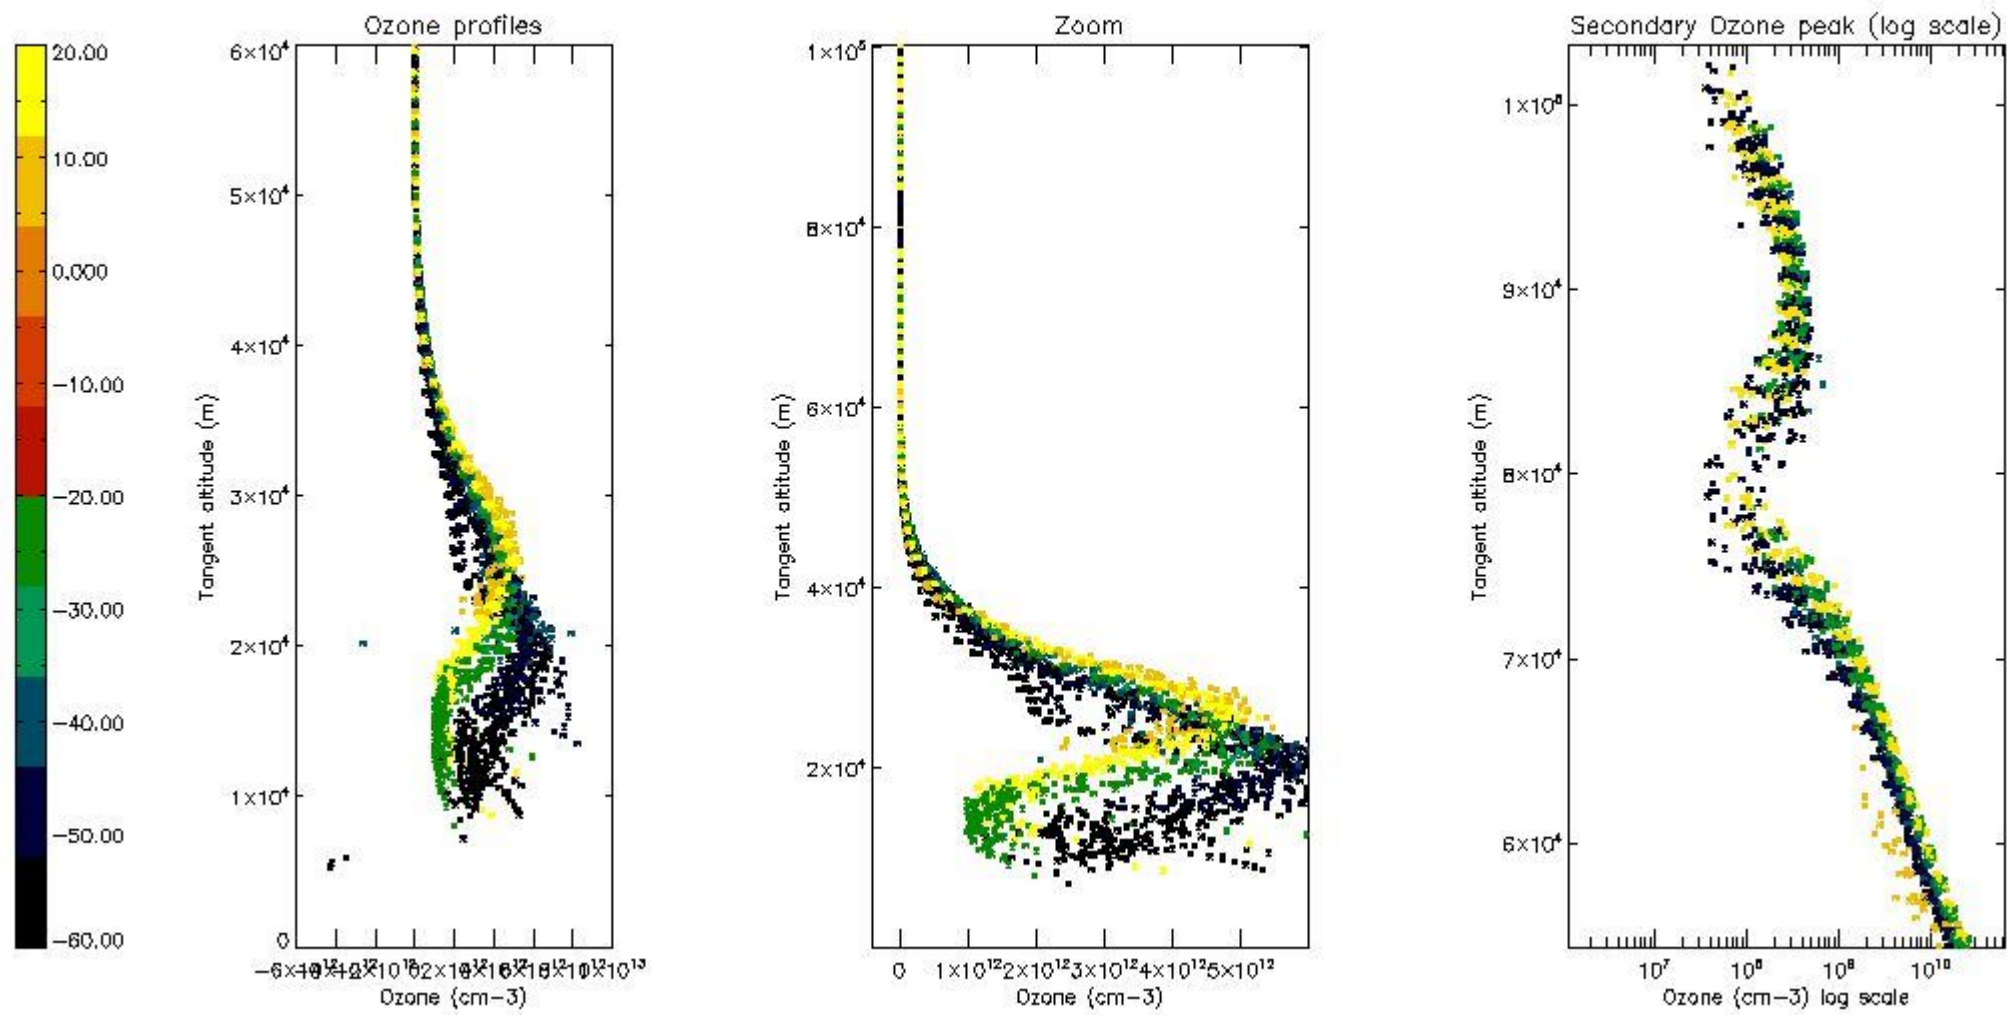 Ozone profiles
Zoom
Secondary Ozone peak (log scale)
20.00
10.00
0.000
−10.00
−20.00
−30.00
−40.00
−50.00
−60.00
6×10⁴
5×10⁴
4×10⁴
3×10⁴
2×10⁴
1×10⁴
0
Tangent altitude (m)
Ozone (cm−3)
1×10⁵
8×10⁴
6×10⁴
4×10⁴
2×10⁴
Tangent altitude (m)
0 1×10¹² 2×10¹² 3×10¹² 4×10¹² 5×10¹²
Ozone (cm−3)
1×10⁵
9×10⁴
8×10⁴
7×10⁴
6×10⁴
Tangent altitude (m)
10⁷ 10⁸ 10⁹ 10¹⁰
Ozone (cm−3) log scale